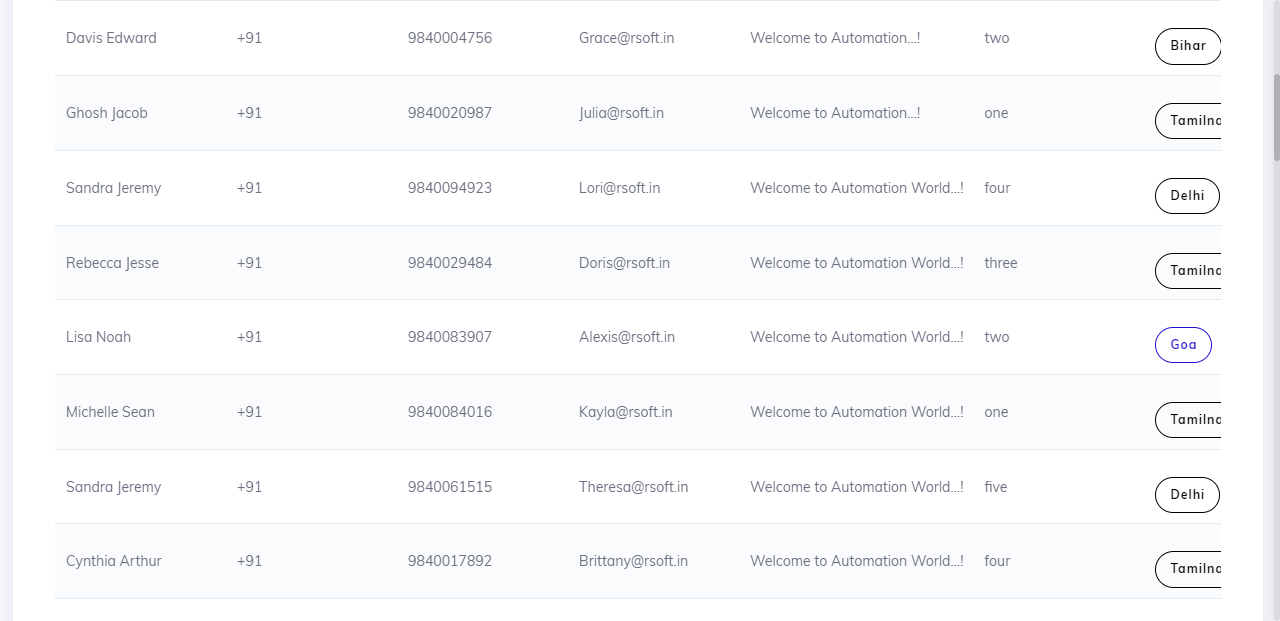 Davis Edward +91 9840004756 Grace@rsoft.in Welcome to Automation...! two Bihar
Ghosh Jacob +91 9840020987 Julia@rsoft.in Welcome to Automation...! one Tamilna
Sandra Jeremy +91 9840094923 Lori@rsoft.in Welcome to Automation World...! four Delhi
Rebecca Jesse +91 9840029484 Doris@rsoft.in Welcome to Automation World...! three Tamilna
Lisa Noah +91 9840083907 Alexis@rsoft.in Welcome to Automation World...! two Goa
Michelle Sean +91 9840084016 Kayla@rsoft.in Welcome to Automation World...! one Tamilna
Sandra Jeremy +91 9840061515 Theresa@rsoft.in Welcome to Automation World...! five Delhi
Cynthia Arthur +91 9840017892 Brittany@rsoft.in Welcome to Automation World...! four Tamilna